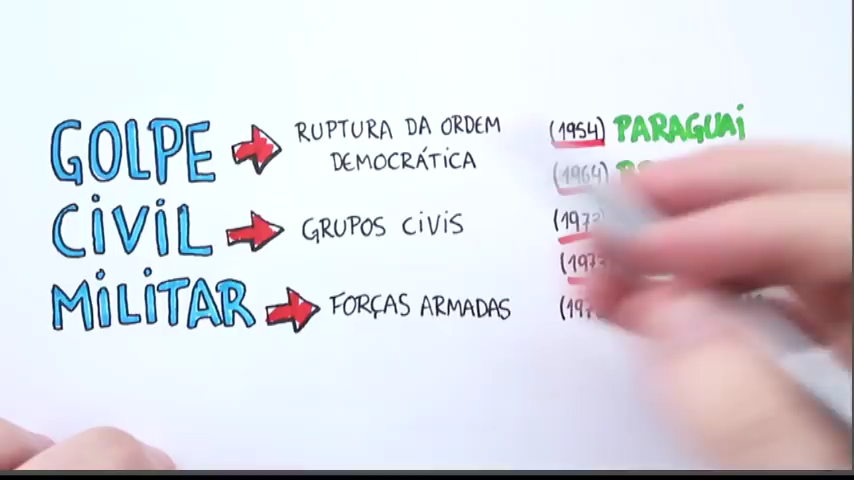 GOLPE
RUPTURA DA ORDEM
DEMOCRÁTICA
CIVIL
GRUPOS CIVIS
MILITAR
FORÇAS ARMADAS
(1954) PARAGUAI
(1964)